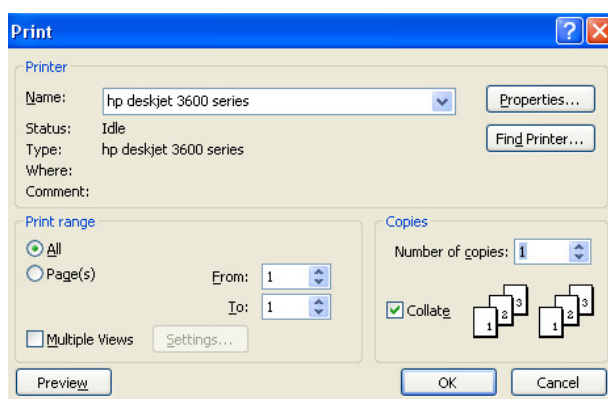 Print
Printer
Name: hp deskjet 3600 series Properties...
Status: Idle Find Printer...
Type: hp deskjet 3600 series
Where:
Comment:
Print range
All
Page(s) From: 1
To: 1
Multiple Views Settings...
Copies
Number of copies: 1
Collate 1 2 3 1 2 3
Preview OK Cancel